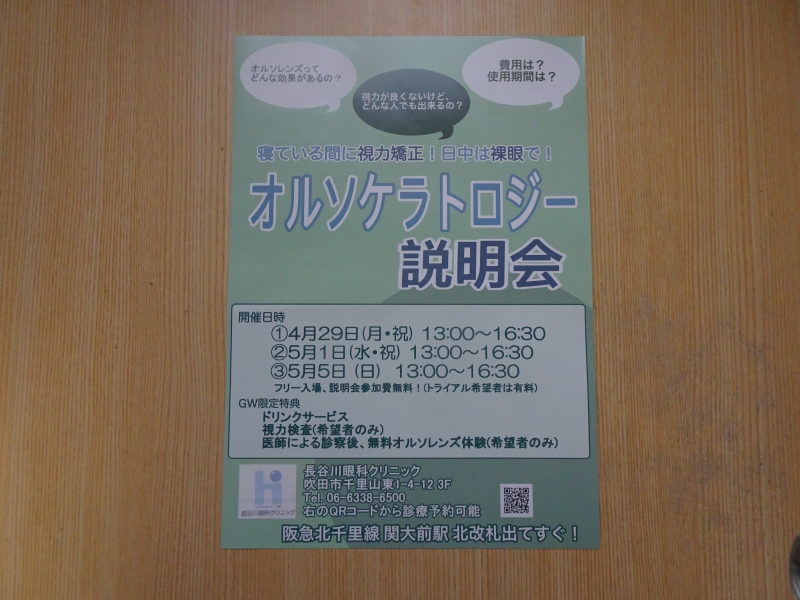 オルソレンズって
どんな効果があるの？
視力が良くないけど、
どんな人でも出来るの？
費用は？
使用期間は？
寝ている間に視力矯正！日中は裸眼で！
オルソケラトロジー
説明会
開催日時
①4月29日(月・祝) 13:00～16:30
②5月1日(水・祝) 13:00～16:30
③5月5日(日) 13:00～16:30
フリー入場、説明会参加費無料！(トライアル希望者は有料)
GW限定特典
ドリンクサービス
視力検査(希望者のみ)
医師による診察後、無料オルソレンズ体験(希望者のみ)
長谷川眼科クリニック
吹田市千里山東1-4-12 3F
Tel. 06-6338-6500
右のQRコードから診療予約可能
長谷川眼科クリニック
阪急北千里線 関大前駅 北改札出てすぐ！